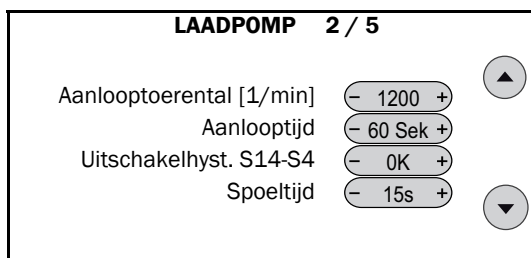 LAADPOMP 2 / 5
Aanlooptoerental [1/min] - 1200 +
Aanlooptijd - 60 Sek +
Uitschakelhyst. S14-S4 - 0K +
Spoeltijd - 15s +